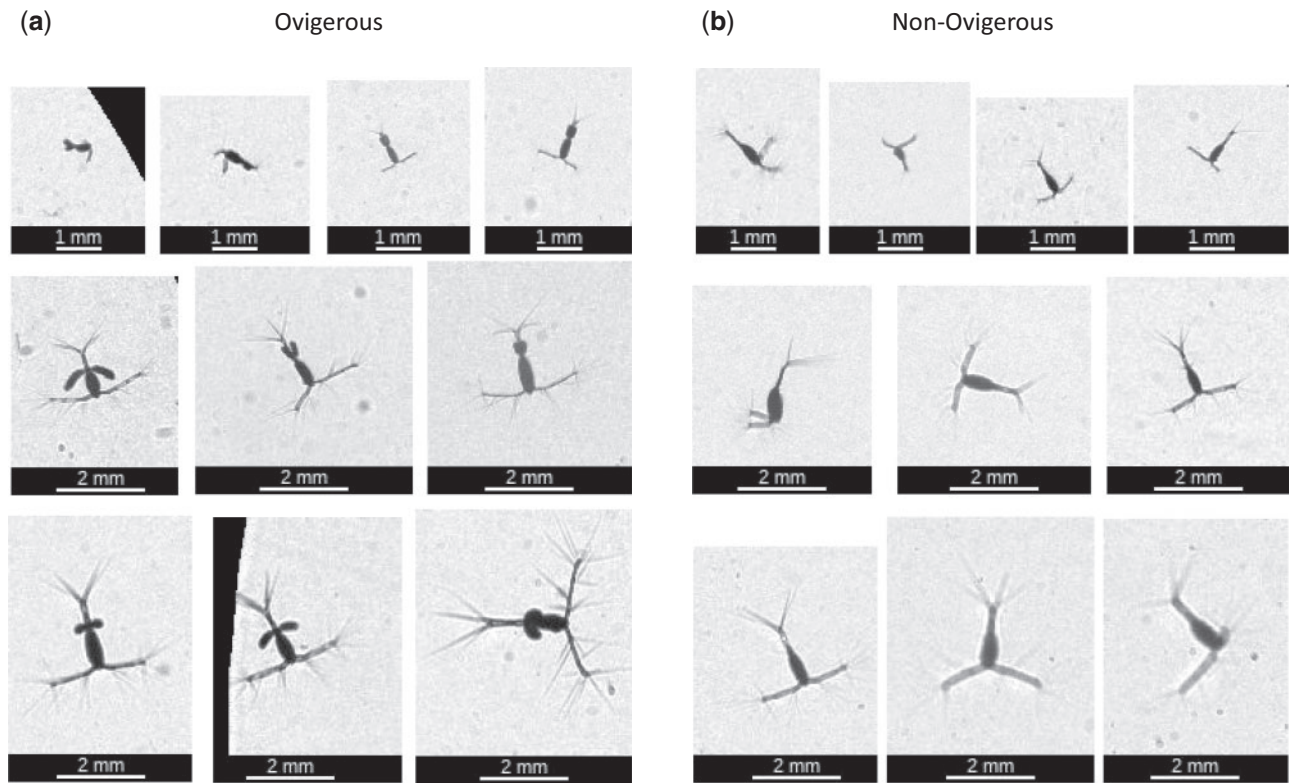 (a) Ovigerous (b) Non-Ovigerous
1 mm 1 mm 1 mm 1 mm 1 mm 1 mm 1 mm 1 mm
2 mm 2 mm 2 mm 2 mm 2 mm 2 mm
2 mm 2 mm 2 mm 2 mm 2 mm 2 mm